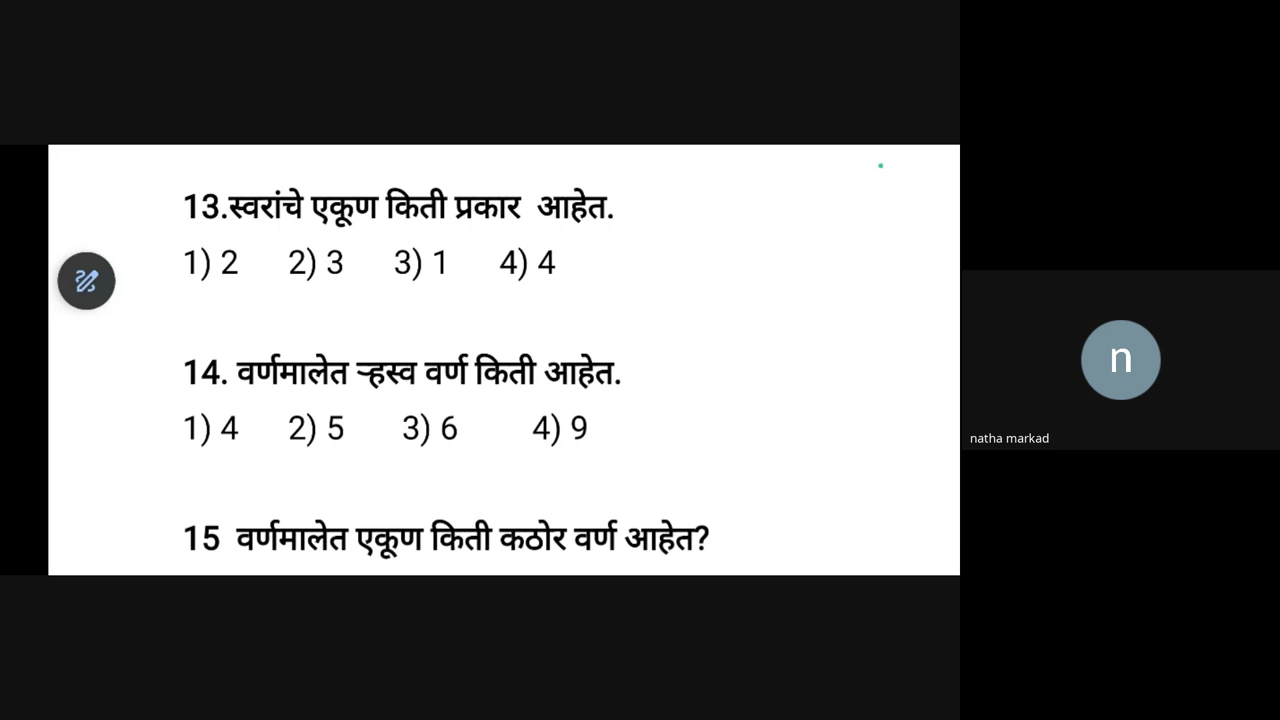 13.स्वरांचे एकूण किती प्रकार  आहेत.
1) 2 2) 3 3) 1 4) 4
14. वर्णमालेत ऱ्हस्व वर्ण किती आहेत.
1) 4 2) 5 3) 6 4) 9
15 वर्णमालेत एकूण किती कठोर वर्ण आहेत?
n
natha markad